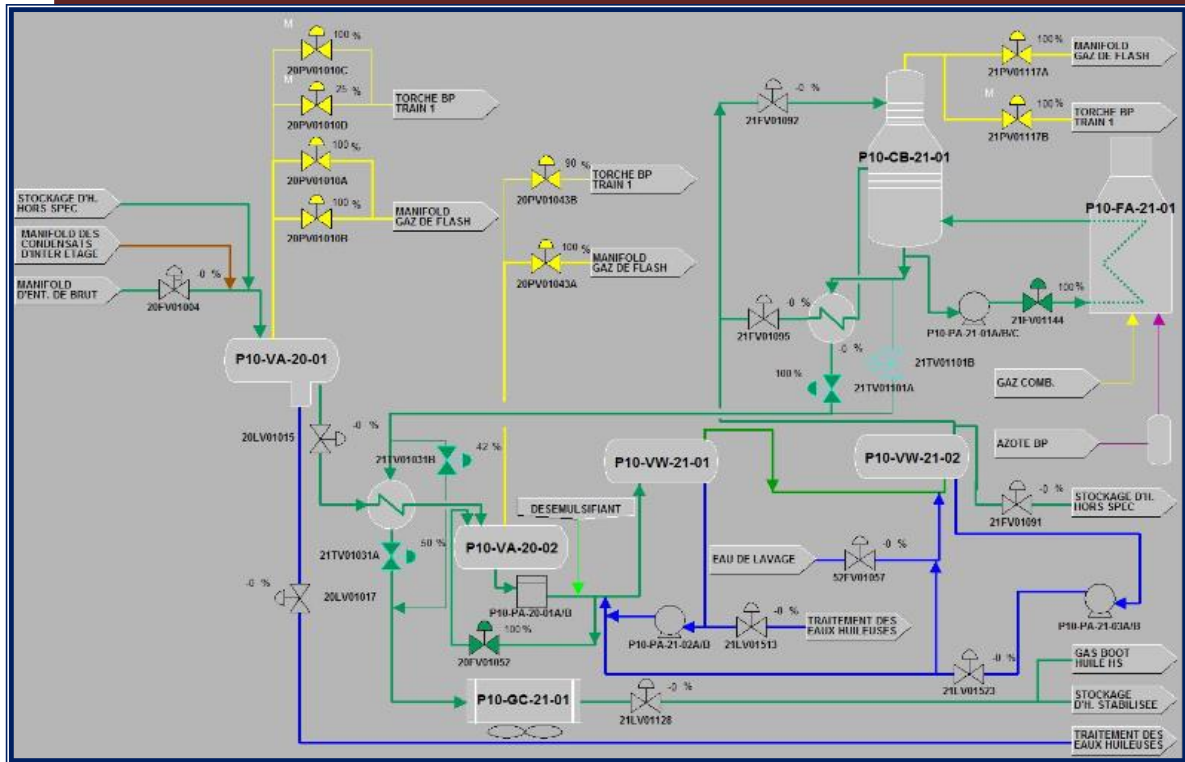 M
100 %
20PV01010C
M
25 %
20PV01010D
TORCHE BP
TRAIN 1
100 %
20PV01010A
100 %
20PV01010B
MANIFOLD
GAZ DE FLASH
STOCKAGE D'H.
HORS SPEC
MANIFOLD DES
CONDENSATS
D'INTER ETAGE
MANIFOLD
D'ENT. DE BRUT
-0 %
20FV01004
90 %
20PV01043B
TORCHE BP
TRAIN 1
100 %
20PV01043A
MANIFOLD
GAZ DE FLASH
-0 %
21FV01092
100 %
21PV01117A
MANIFOLD
GAZ DE FLASH
M
100 %
21PV01117B
TORCHE BP
TRAIN 1
P10-CB-21-01
P10-FA-21-01
-0 %
21FV01095
-0 %
100 %
21TV01101A
21TV01101B
P10-PA-21-01A/B/C
100 %
21FV01144
GAZ COMB.
AZOTE BP
P10-VA-20-01
-0 %
20LV01015
21TV01031B
42 %
21TV01031A
50 %
P10-VA-20-02
DESEMULSIFIANT
P10-PA-20-01A/B
100 %
20FV01052
P10-VW-21-01
P10-VW-21-02
-0 %
21FV01091
STOCKAGE D'H.
HORS SPEC
EAU DE LAVAGE
-0 %
52FV01057
-0 %
20LV01017
P10-PA-21-02A/B
-0 %
21LV01513
TRAITEMENT DES
EAUX HUILEUSES
P10-PA-21-03A/B
-0 %
21LV01523
P10-GC-21-01
-0 %
21LV01128
GAS BOOT
HUILE HS
STOCKAGE
D'H. STABILISEE
TRAITEMENT DES
EAUX HUILEUSES